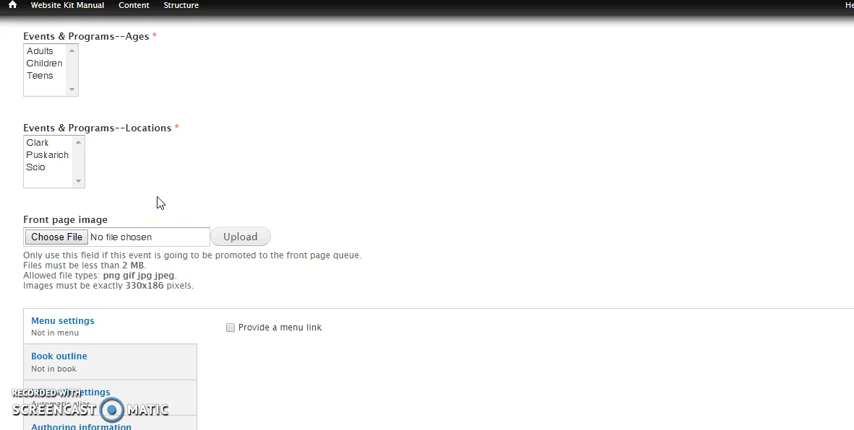 Website Kit Manual Content Structure He
Events & Programs--Ages *
Adults
Children
Teens
Events & Programs--Locations *
Clark
Puskarich
Scio
Front page image
Choose File No file chosen Upload
Only use this field if this event is going to be promoted to the front page queue.
Files must be less than 2 MB.
Allowed file types: png gif jpg jpeg.
Images must be exactly 330x186 pixels.
Menu settings
Not in menu
Provide a menu link
Book outline
Not in book
RECORDED WITH
SCREENCAST MATIC
settings
Authoring information